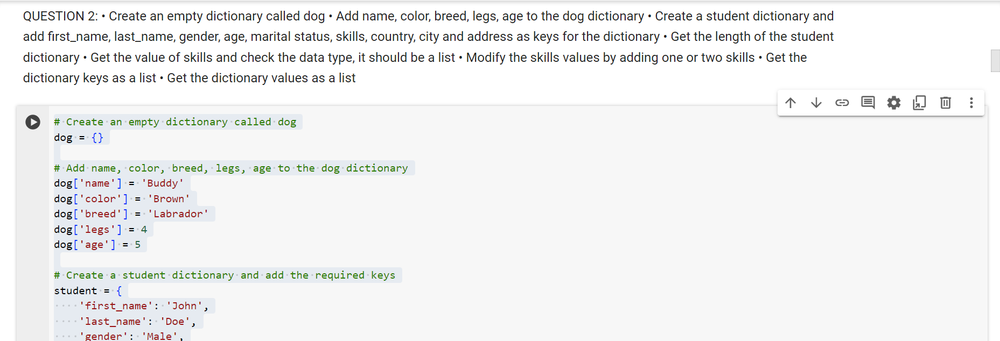 QUESTION 2: • Create an empty dictionary called dog • Add name, color, breed, legs, age to the dog dictionary • Create a student dictionary and
add first_name, last_name, gender, age, marital status, skills, country, city and address as keys for the dictionary • Get the length of the student
dictionary • Get the value of skills and check the data type, it should be a list • Modify the skills values by adding one or two skills • Get the
dictionary keys as a list • Get the dictionary values as a list
# Create an empty dictionary called dog
dog = {}
# Add name, color, breed, legs, age to the dog dictionary
dog['name'] = 'Buddy'
dog['color'] = 'Brown'
dog['breed'] = 'Labrador'
dog['legs'] = 4
dog['age'] = 5
# Create a student dictionary and add the required keys
student = {
    'first_name': 'John',
    'last_name': 'Doe',
    'gender': 'Male',